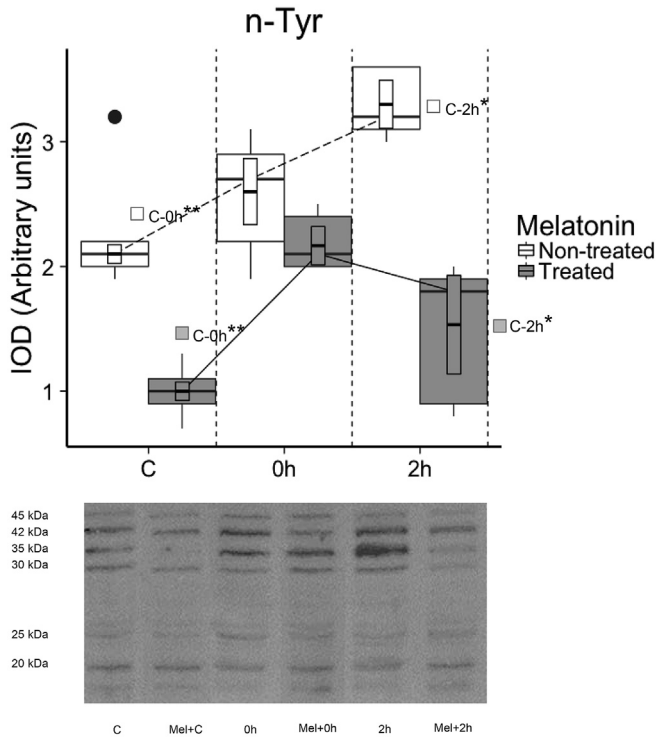 n-Tyr
IOD (Arbitrary units)
3
2
1
C-0h**
C-0h**
C-2h*
C-2h*
Melatonin
Non-treated
Treated
C 0h 2h
45 kDa
42 kDa
35 kDa
30 kDa
25 kDa
20 kDa
C Mel+C 0h Mel+0h 2h Mel+2h